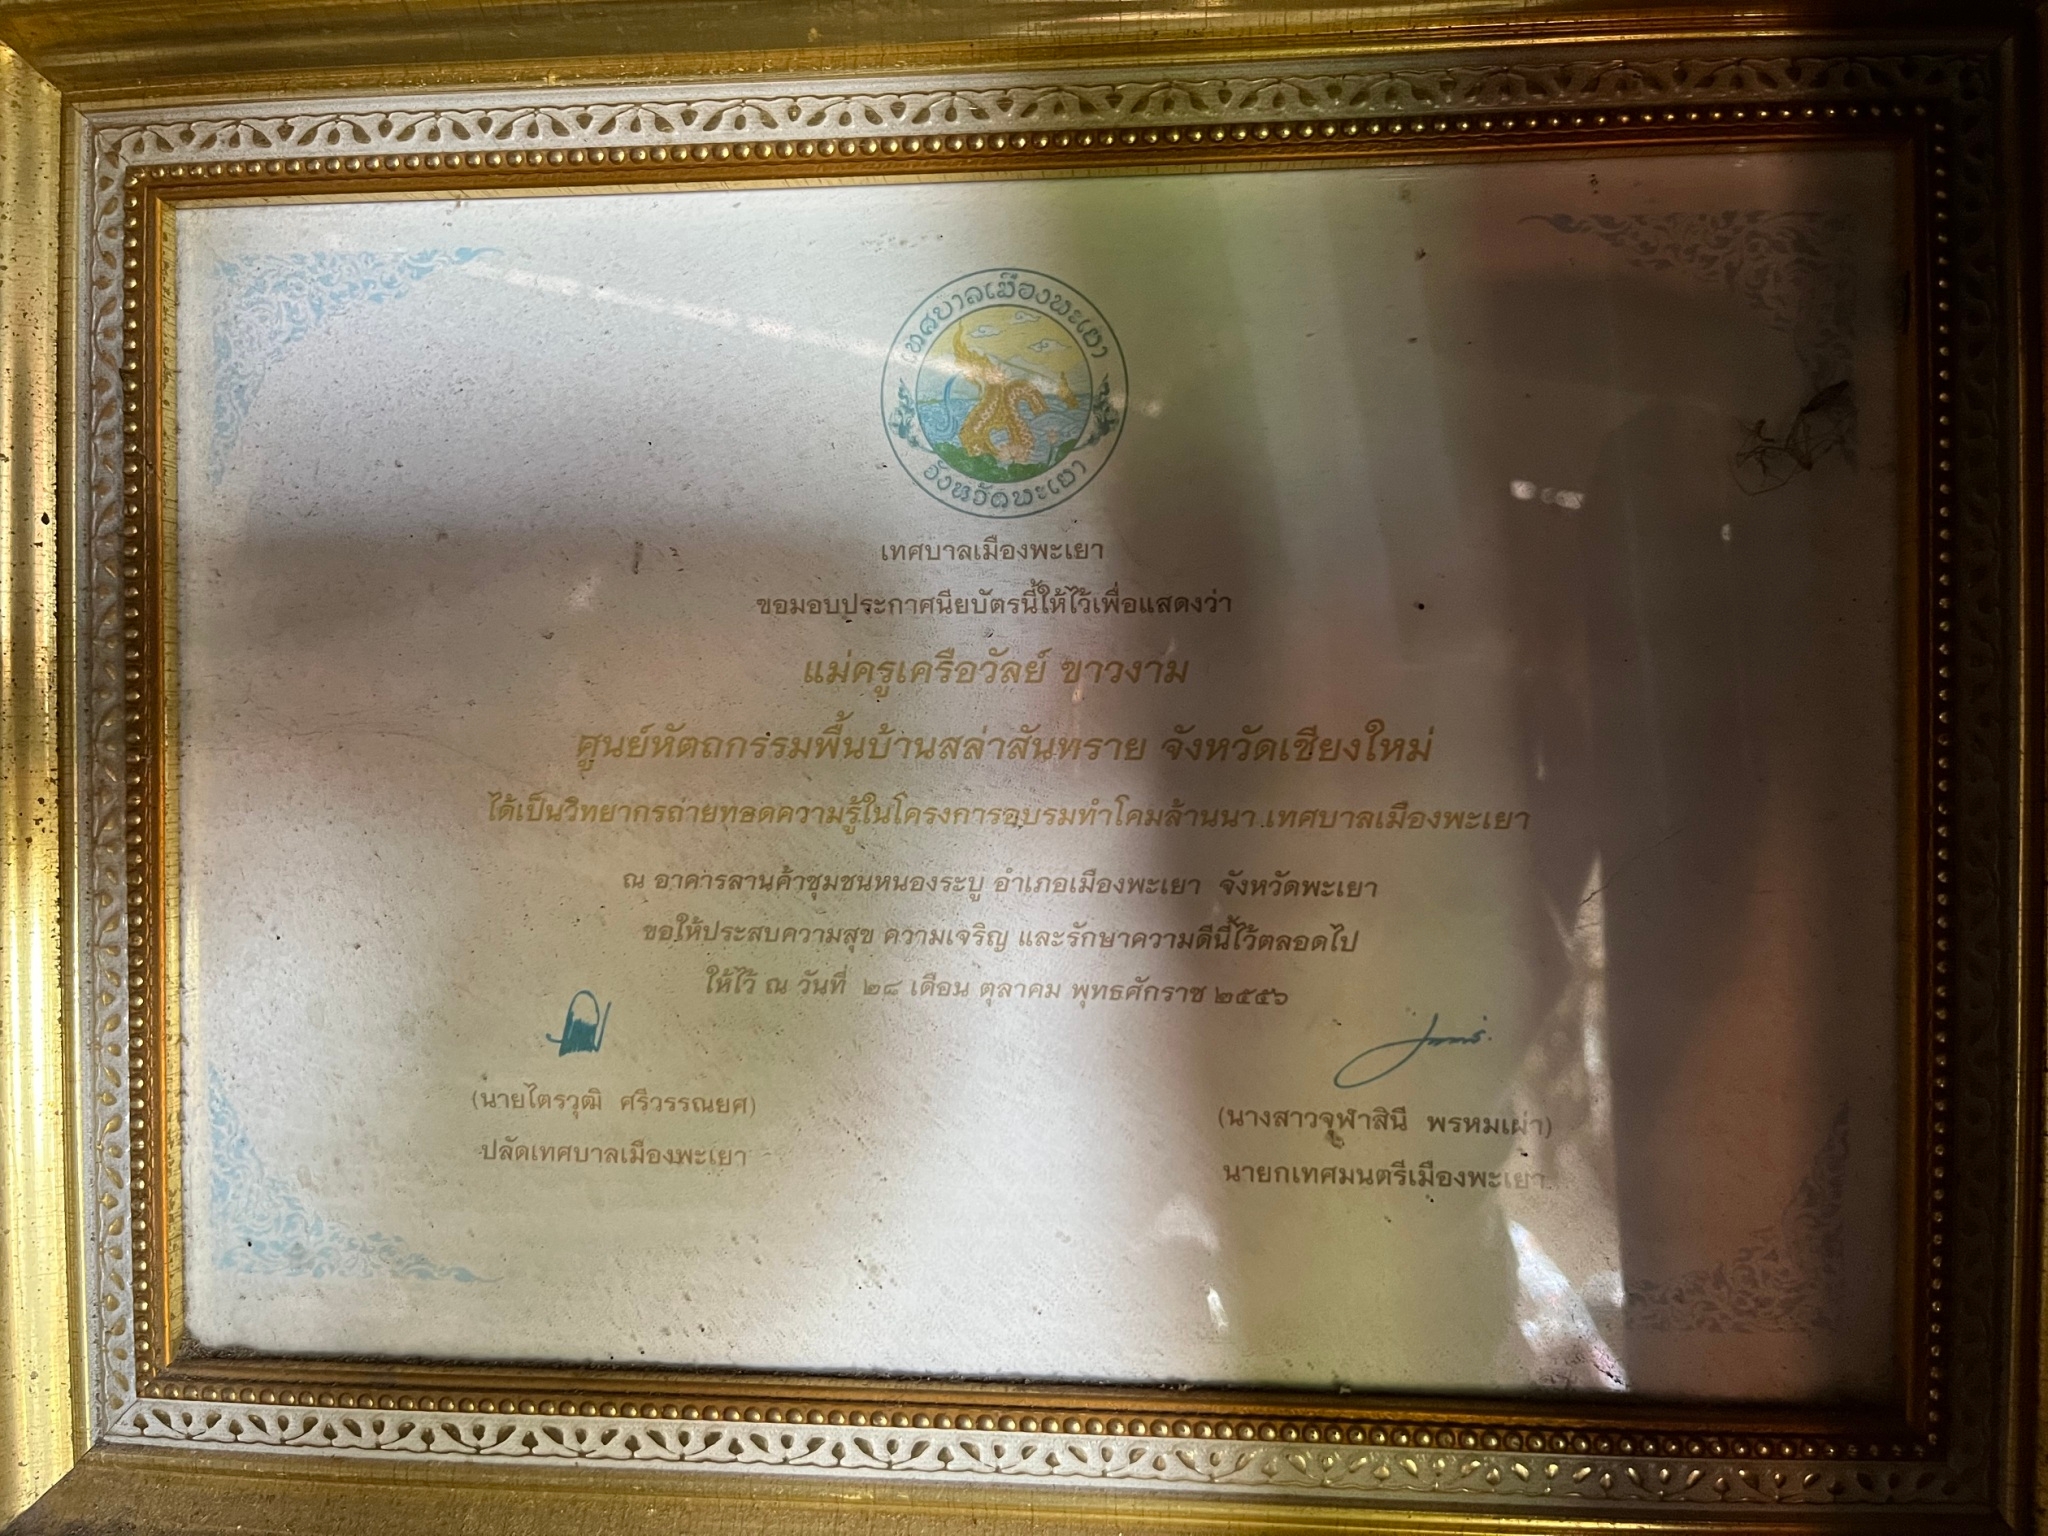 เทศบาลเมืองพะเยา
จังหวัดพะเยา
เทศบาลเมืองพะเยา
ขอมอบประกาศนียบัตรนี้ให้ไว้เพื่อแสดงว่า
แม่ครูเครือวัลย์ ขาวงาม
ศูนย์หัตถกรรมพื้นบ้านสล่าสันทราย จังหวัดเชียงใหม่
ได้เป็นวิทยากรถ่ายทอดความรู้ในโครงการอบรมทำโคมล้านนา เทศบาลเมืองพะเยา
ณ อาคารลานค้าชุมชนหนองระบู อำเภอเมืองพะเยา จังหวัดพะเยา
ขอให้ประสบความสุข ความเจริญ และรักษาความดีนี้ไว้ตลอดไป
ให้ไว้ ณ วันที่ ๒๘ เดือน ตุลาคม พุทธศักราช ๒๕๕๖
(นายไตรวุฒิ ศรีวรรณยศ)
ปลัดเทศบาลเมืองพะเยา
(นางสาวจุฬาสินี พรหมเผ่า)
นายกเทศมนตรีเมืองพะเยา